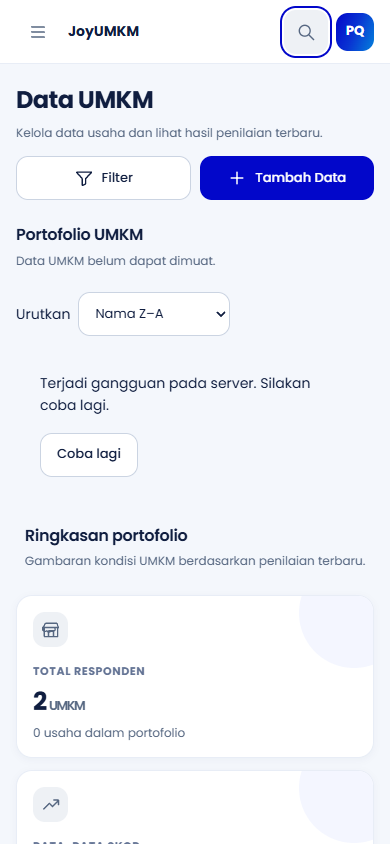 JoyUMKM
PQ
Data UMKM
Kelola data usaha dan lihat hasil penilaian terbaru.
Filter
Tambah Data
Portofolio UMKM
Data UMKM belum dapat dimuat.
Urutkan
Nama Z–A
Terjadi gangguan pada server. Silakan
coba lagi.
Coba lagi
Ringkasan portofolio
Gambaran kondisi UMKM berdasarkan penilaian terbaru.
TOTAL RESPONDEN
2 UMKM
0 usaha dalam portofolio